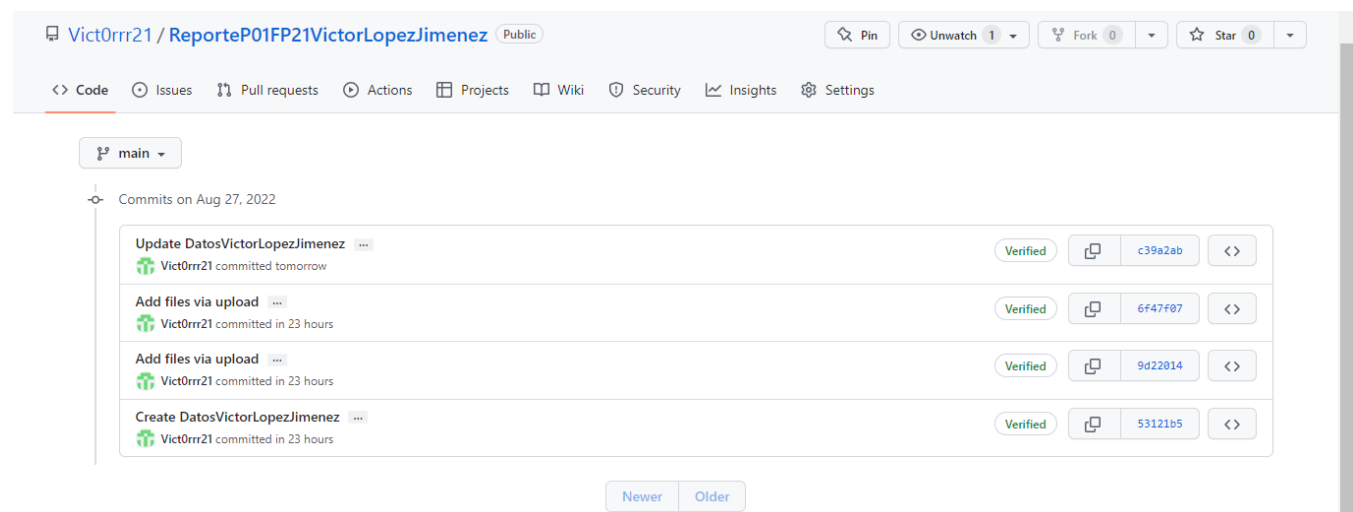 Vict0rrr21 / ReporteP01FP21VictorLopezJimenez Public Pin Unwatch 1 Fork 0 Star 0
<> Code Issues Pull requests Actions Projects Wiki Security Insights Settings
main
Commits on Aug 27, 2022
Update DatosVictorLopezJimenez ...
Vict0rrr21 committed tomorrow Verified c39a2ab <>
Add files via upload ...
Vict0rrr21 committed in 23 hours Verified 6f47f07 <>
Add files via upload ...
Vict0rrr21 committed in 23 hours Verified 9d22014 <>
Create DatosVictorLopezJimenez ...
Vict0rrr21 committed in 23 hours Verified 53121b5 <>
Newer Older